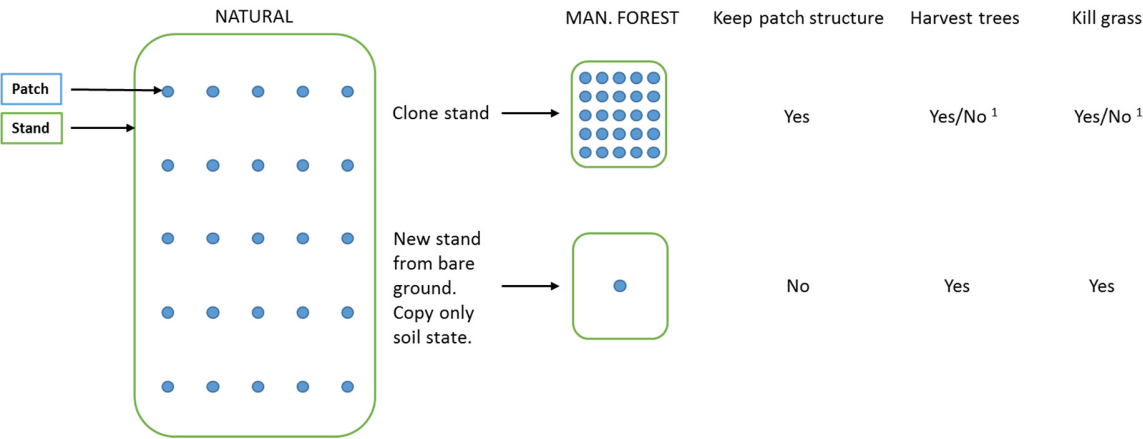 NATURAL
MAN. FOREST
Keep patch structure
Harvest trees
Kill grass
Patch
Stand
Clone stand
Yes
Yes/No 1
Yes/No 1
New stand
from bare
ground.
Copy only
soil state.
No
Yes
Yes